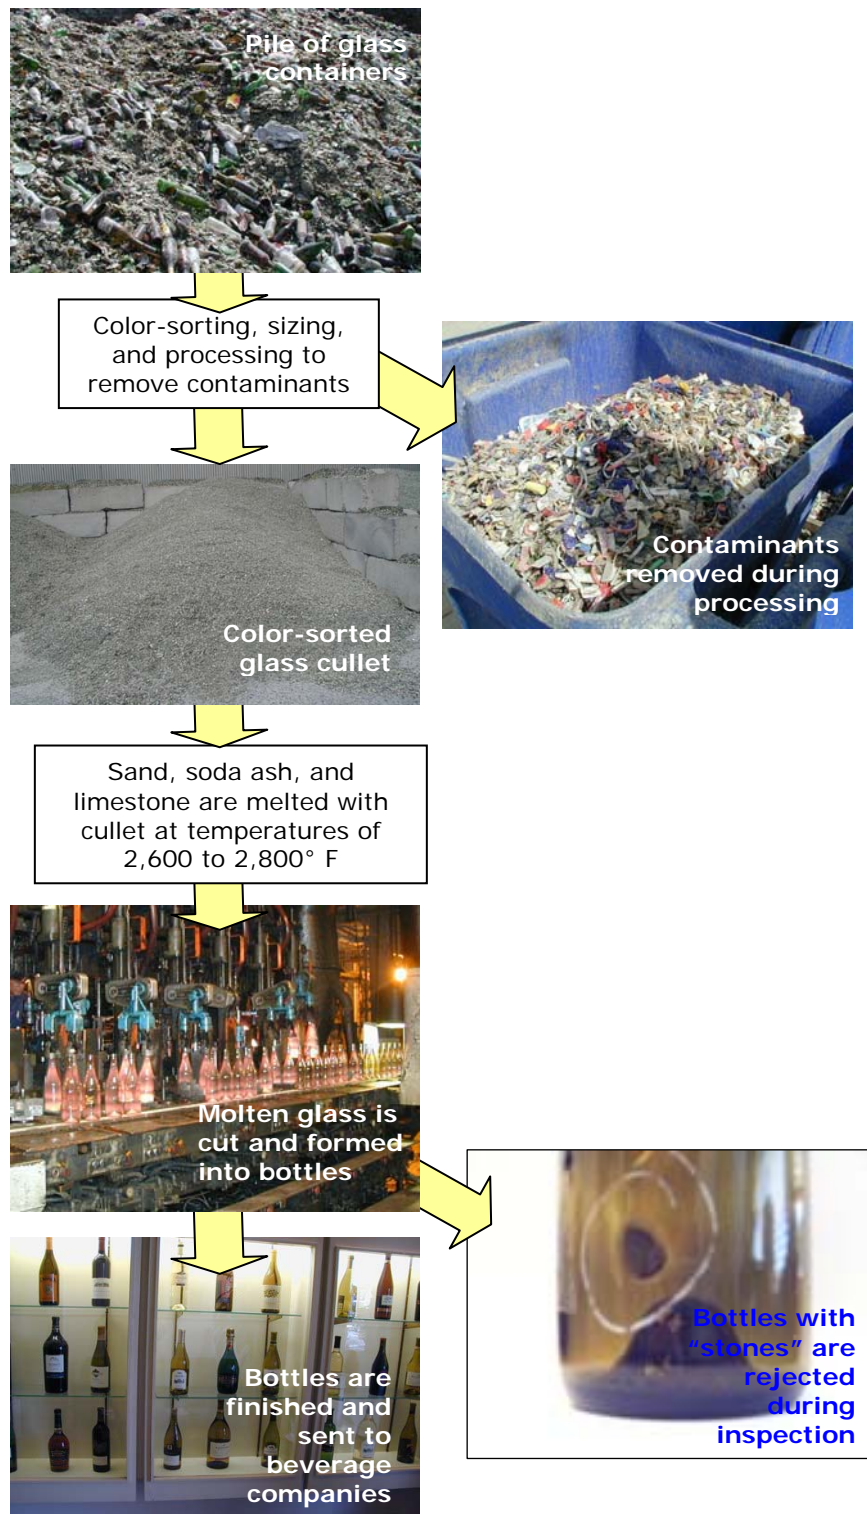 Pile of glass
containers
Color-sorting, sizing,
and processing to
remove contaminants
Contaminants
removed during
processing
Color-sorted
glass cullet
Sand, soda ash, and
limestone are melted with
cullet at temperatures of
2,600 to 2,800° F
Molten glass is
cut and formed
into bottles
Bottles with
“stones” are
rejected
during
inspection
Bottles are
finished and
sent to
beverage
companies